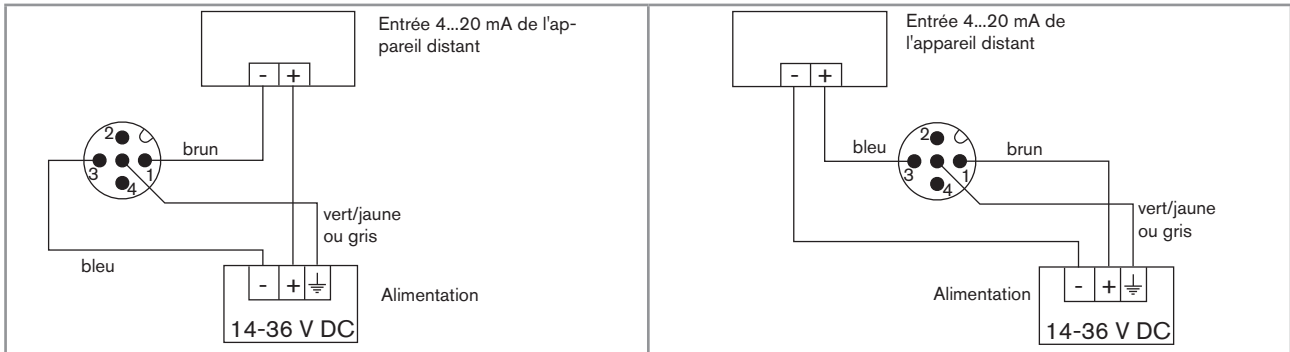 Entrée 4...20 mA de l'ap-
pareil distant
- +
2
brun
3
1
4
vert/jaune
ou gris
bleu
- +
Alimentation
14-36 V DC
Entrée 4...20 mA de
l'appareil distant
- +
2
bleu
brun
3
1
4
vert/jaune
ou gris
- +
Alimentation
14-36 V DC